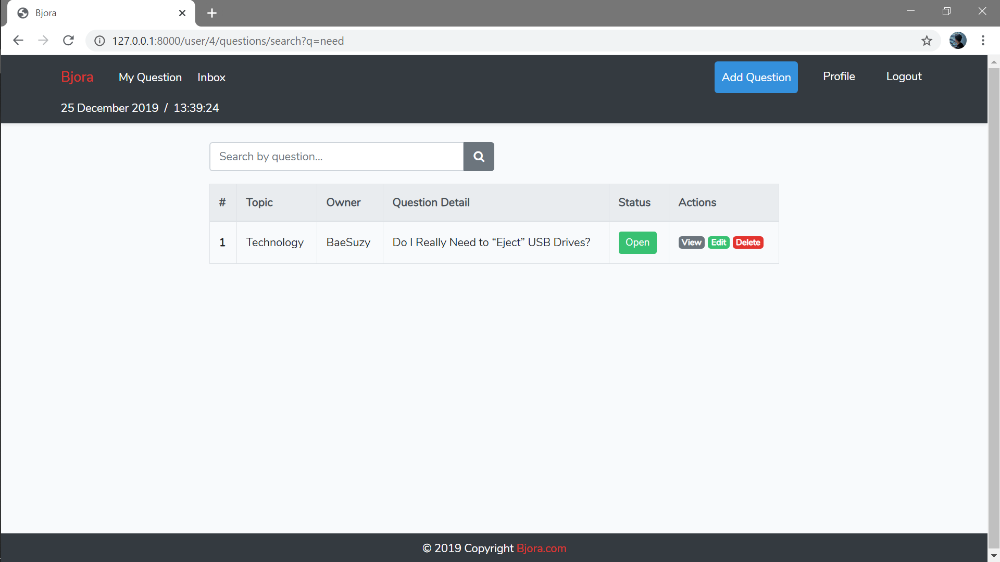 Bjora
127.0.0.1:8000/user/4/questions/search?q=need
Bjora My Question Inbox Add Question Profile Logout
25 December 2019 / 13:39:24
Search by question...
# Topic Owner Question Detail Status Actions
1 Technology BaeSuzy Do I Really Need to “Eject” USB Drives? Open View Edit Delete
© 2019 Copyright Bjora.com